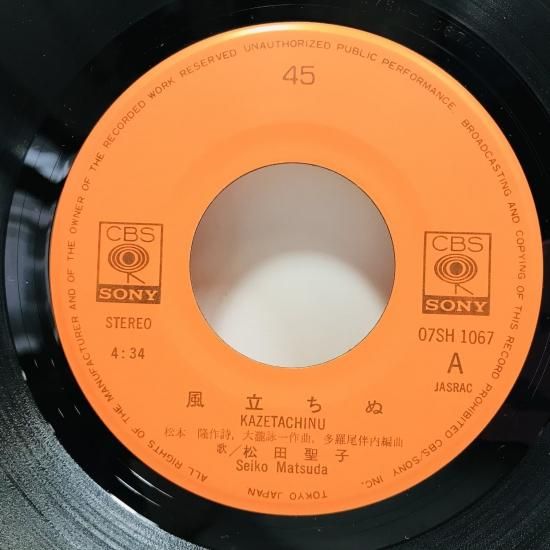 ALL RIGHTS OF THE MANUFACTURER AND OF THE OWNER OF THE RECORDED WORK RESERVED UNAUTHORIZED PUBLIC PERFORMANCE. BROADCASTING AND COPYING OF THIS RECORD PROHIBITED CBS/SONY INC. TOKYO JAPAN
45
CBS
SONY
STEREO
4:34
CBS
SONY
07SH 1067
A
JASRAC
風立ちぬ
KAZETACHINU
松本 隆作詩, 大瀧詠一作曲, 多羅尾伴内編曲
歌/松田聖子
Seiko Matsuda